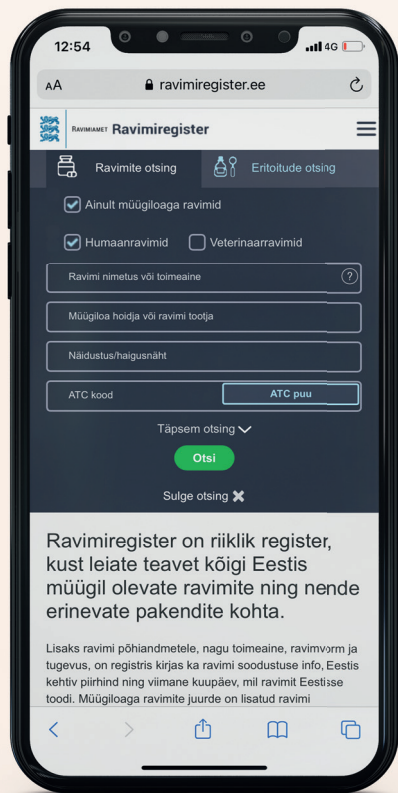 12:54
4G
AA
ravimiregister.ee
RAVIMIAMET Ravimiregister
Ravimite otsing
Eritoitude otsing
Ainult müügiloaga ravimid
Humaanravimid
Veterinaarravimid
Ravimi nimetus või toimeaine
?
Müügiloa hoidja või ravimi tootja
Näidustus/haigusnäht
ATC kood
ATC puu
Täpsem otsing
Otsi
Sulge otsing
Ravimiregister on riiklik register,
kust leiate teavet kõigi Eestis
müügil olevate ravimite ning nende
erinevate pakendite kohta.
Lisaks ravimi põhiandmetele, nagu toimeaine, ravimvorm ja
tugevus, on registris kirjas ka ravimi soodustuse info, Eestis
kehtiv piirhind ning viimane kuupäev, mil ravimit Eestisse
toodi. Müügiloaga ravimite juurde on lisatud ravimi